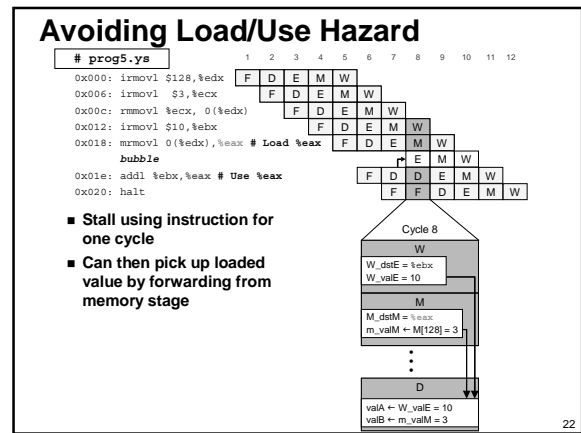 Avoiding Load/Use Hazard
# prog5.ys 1 2 3 4 5 6 7 8 9 10 11 12
0x000: irmovl $128,%edx F D E M W
0x006: irmovl $3,%ecx F D E M W
0x00c: rmmovl %ecx, 0(%edx) F D E M W
0x012: irmovl $10,%ebx F D E M W
0x018: mrmovl 0(%edx),%eax # Load %eax F D E M W
bubble E M W
0x01e: addl %ebx,%eax # Use %eax F D D E M W
0x020: halt F F D E M W
■ Stall using instruction for
one cycle
■ Can then pick up loaded
value by forwarding from
memory stage
Cycle 8
W
W_dstE = %ebx
W_valE = 10
M
M_dstM = %eax
m_valM ← M[128] = 3
D
valA ← W_valE = 10
valB ← m_valM = 3
22